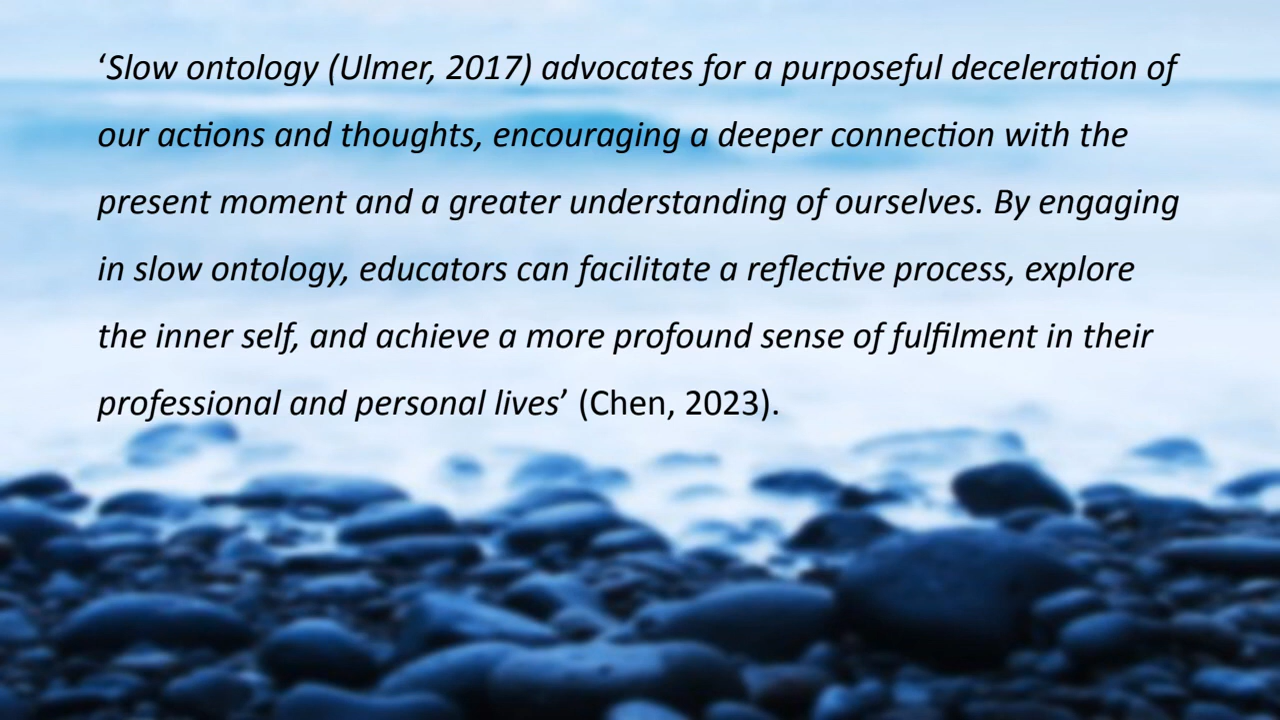 ‘Slow ontology (Ulmer, 2017) advocates for a purposeful deceleration of
our actions and thoughts, encouraging a deeper connection with the
present moment and a greater understanding of ourselves. By engaging
in slow ontology, educators can facilitate a reflective process, explore
the inner self, and achieve a more profound sense of fulfilment in their
professional and personal lives’ (Chen, 2023).